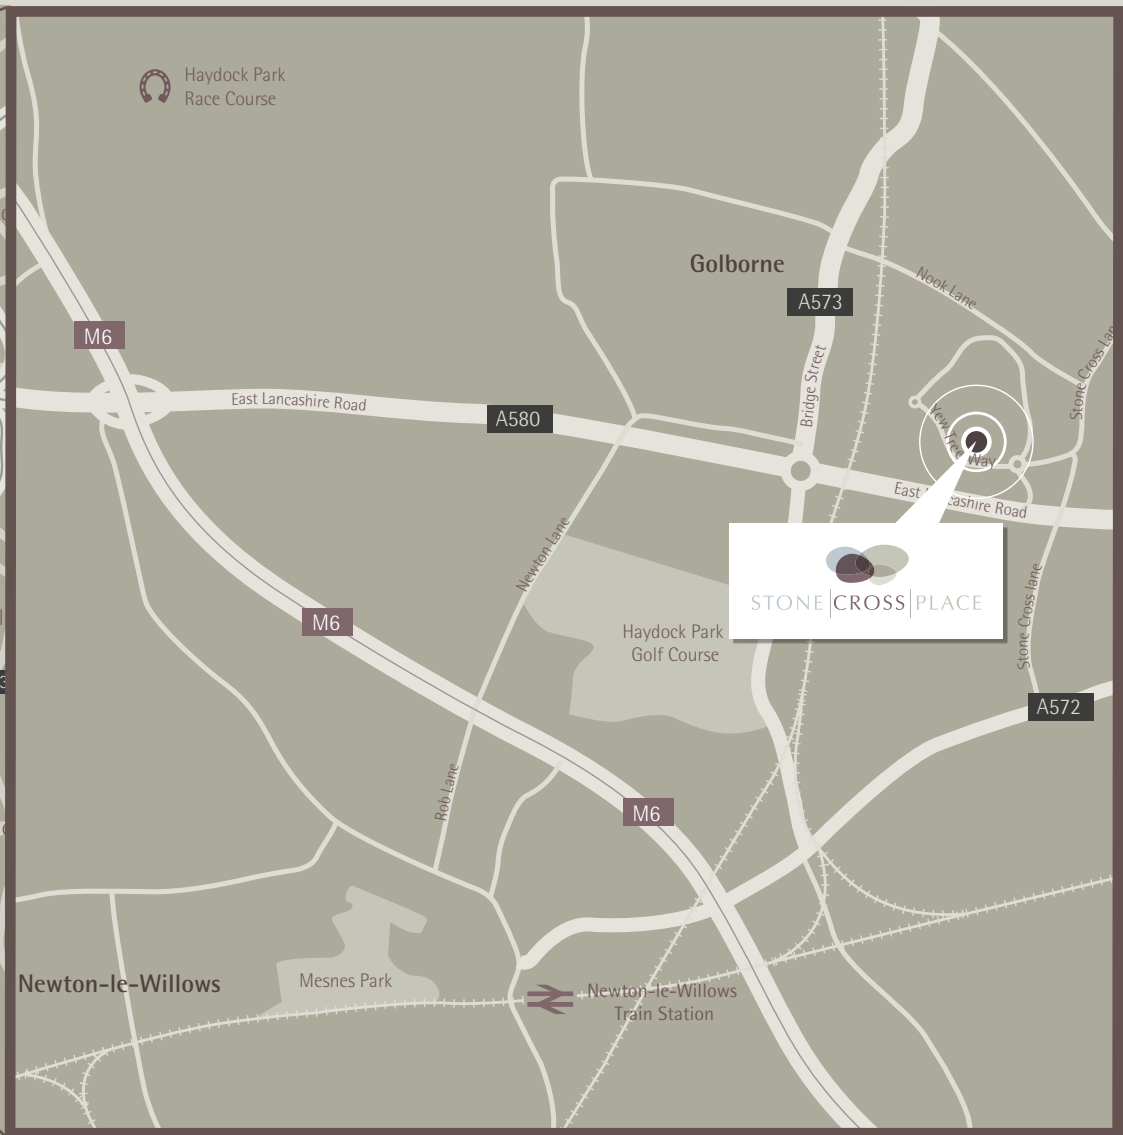 Haydock Park
Race Course
Golborne
Nook Lane
A573
M6
Stone Cross Lan
Bridge Street
East Lancashire Road
A580
Yew Tree Way
East Lancashire Road
Newton Lane
STONE|CROSS|PLACE
Stone Cross lane
M6
Haydock Park
Golf Course
A572
Rob Lane
M6
Newton-le-Willows
Mesnes Park
Newton-le-Willows
Train Station